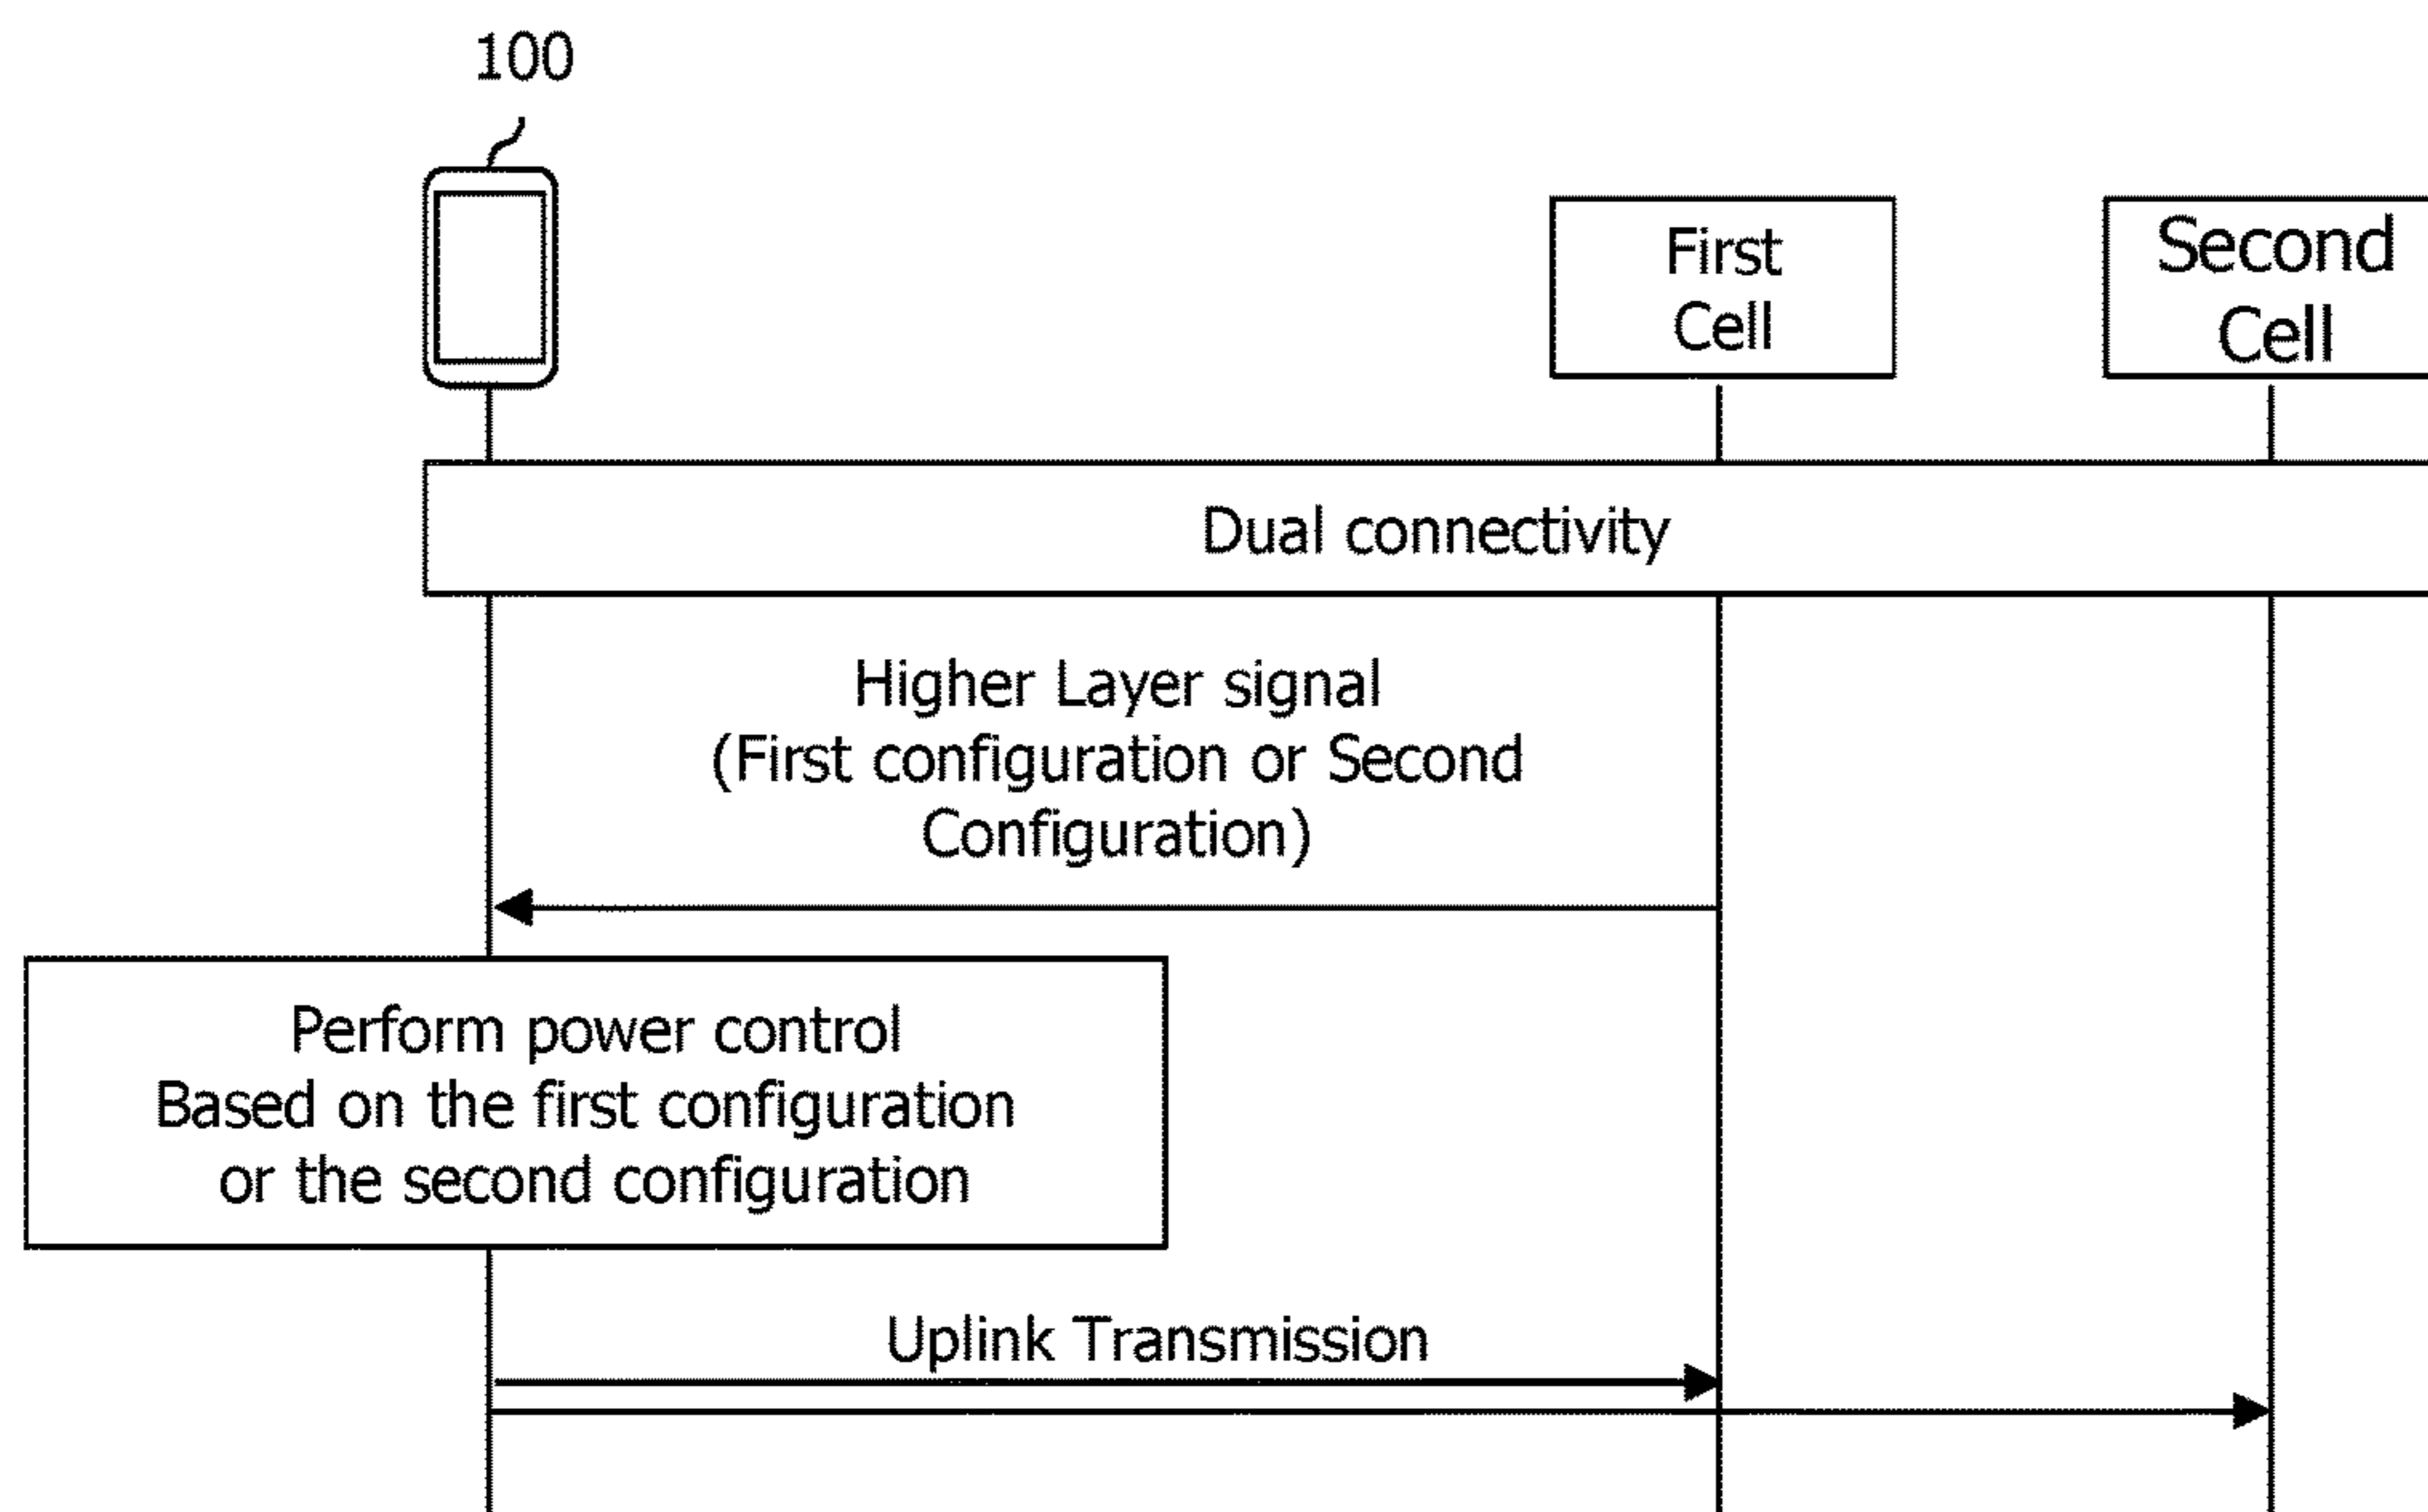 100
First
Cell
Second
Cell
Dual connectivity
Higher Layer signal
(First configuration or Second
Configuration)
Perform power control
Based on the first configuration
or the second configuration
Uplink Transmission